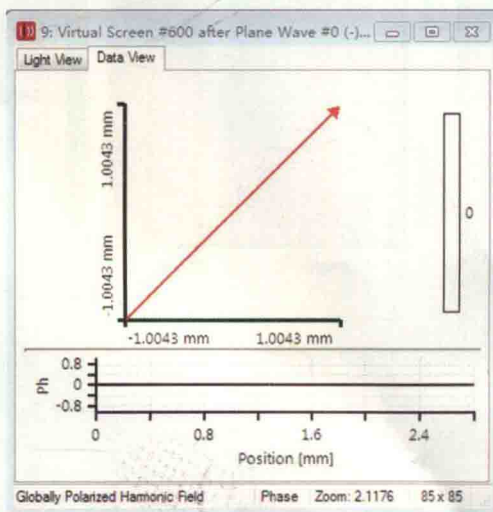 9: Virtual Screen #600 after Plane Wave #0 (-)...
Light View Data View
1.0043 mm
-1.0043 mm
-1.0043 mm 1.0043 mm
0
0.8
0
-0.8
Ph
0 0.8 1.6 2.4
Position [mm]
Globally Polarized Harmonic Field Phase Zoom: 2.1176 85 x 85